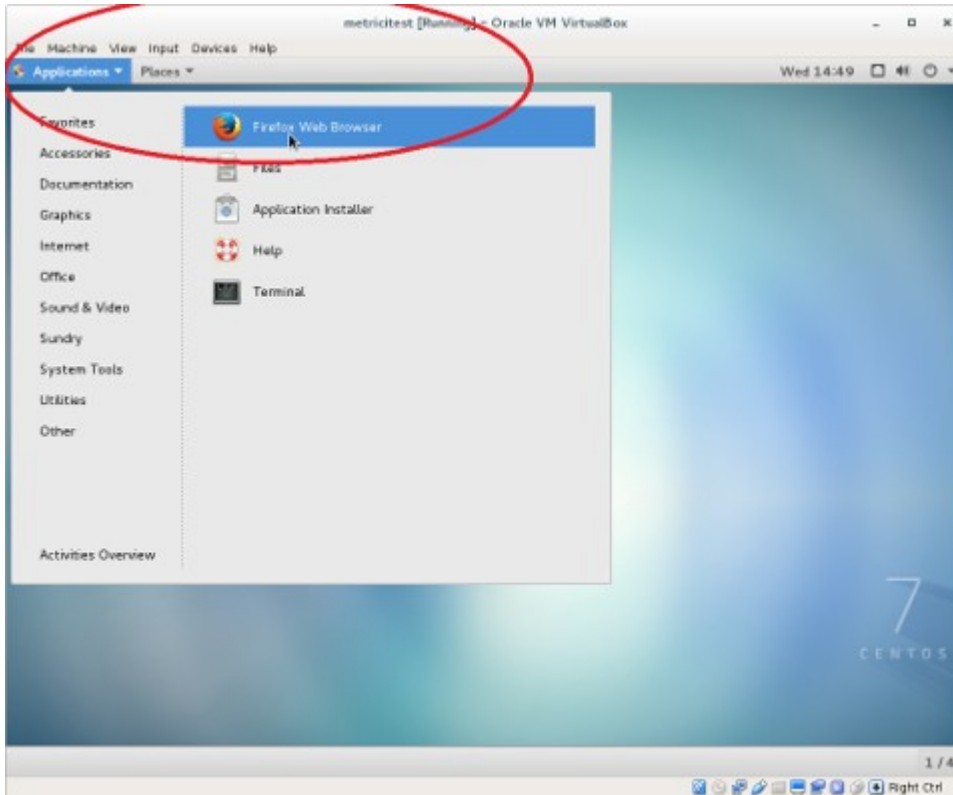 metricitest [Running] - Oracle VM VirtualBox
File Machine View Input Devices Help
Applications Places Wed 14:49
Favorites
Accessories
Documentation
Graphics
Internet
Office
Sound & Video
Sundry
System Tools
Utilities
Other
Activities Overview
Firefox Web Browser
Files
Application Installer
Help
Terminal
7
CENTOS
1 / 4
Right Ctrl